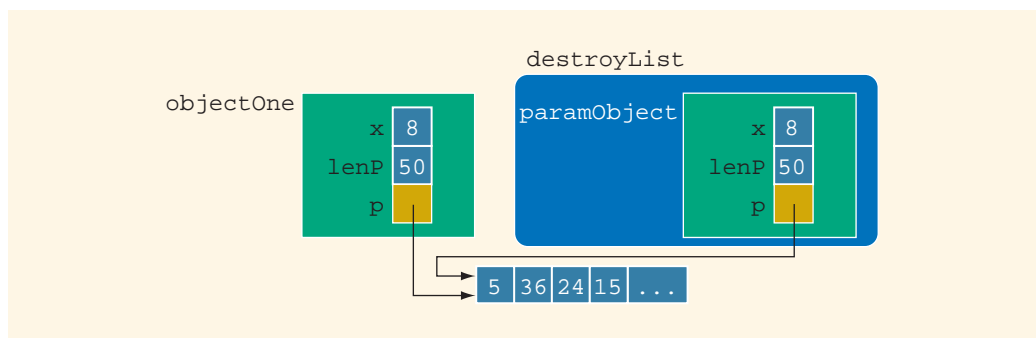 destroyList
objectOne
paramObject
x 8
x 8
lenP 50
lenP 50
p
p
5 36 24 15 ...